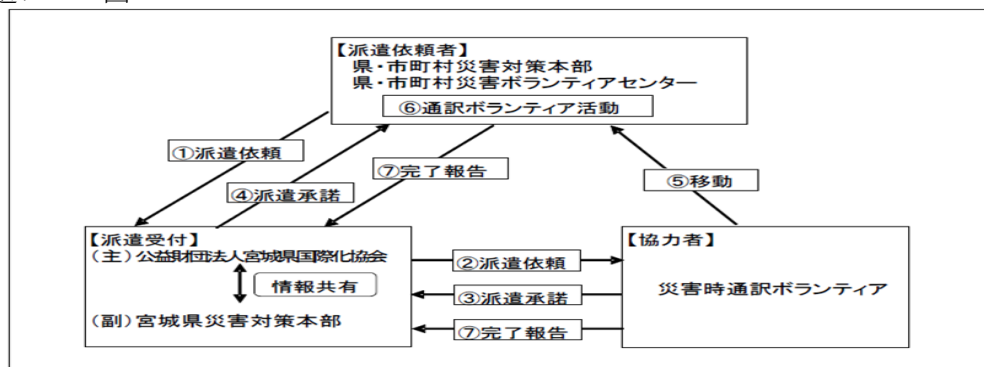 【派遣依頼者】
県・市町村災害対策本部
県・市町村災害ボランティアセンター
⑥通訳ボランティア活動
①派遣依頼
④派遣承諾
⑦完了報告
⑤移動
【派遣受付】
(主)公益財団法人宮城県国際化協会
情報共有
(副)宮城県災害対策本部
②派遣依頼
③派遣承諾
⑦完了報告
【協力者】
災害時通訳ボランティア